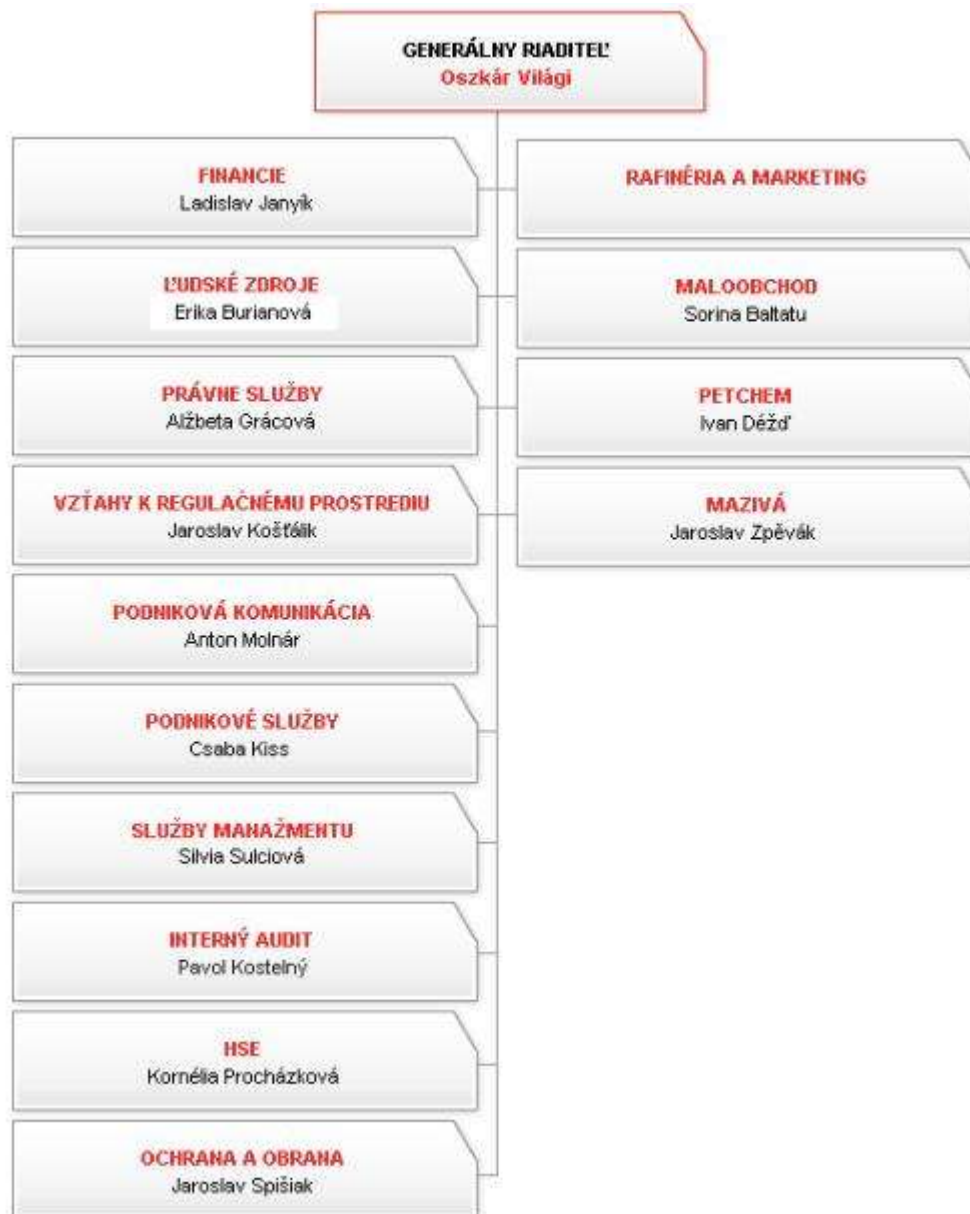 GENERÁLNY RIADITEĽ
Oszkár Világi
FINANCIE
Ladislav Janyík
RAFINÉRIA A MARKETING
ĽUDSKÉ ZDROJE
Erika Burianová
MALOOBCHOD
Sorina Baltatu
PRÁVNE SLUŽBY
Alžbeta Grácová
PETCHEM
Ivan Déžď
VZŤAHY K REGULAČNÉMU PROSTREDIU
Jaroslav Košťálik
MAZIVÁ
Jaroslav Zpěvák
PODNIKOVÁ KOMUNIKÁCIA
Anton Molnár
PODNIKOVÉ SLUŽBY
Csaba Kiss
SLUŽBY MANAŽMENTU
Silvia Sulciová
INTERNÝ AUDIT
Pavol Kostelný
HSE
Kornélia Procházková
OCHRANA A OBRANA
Jaroslav Spišiak